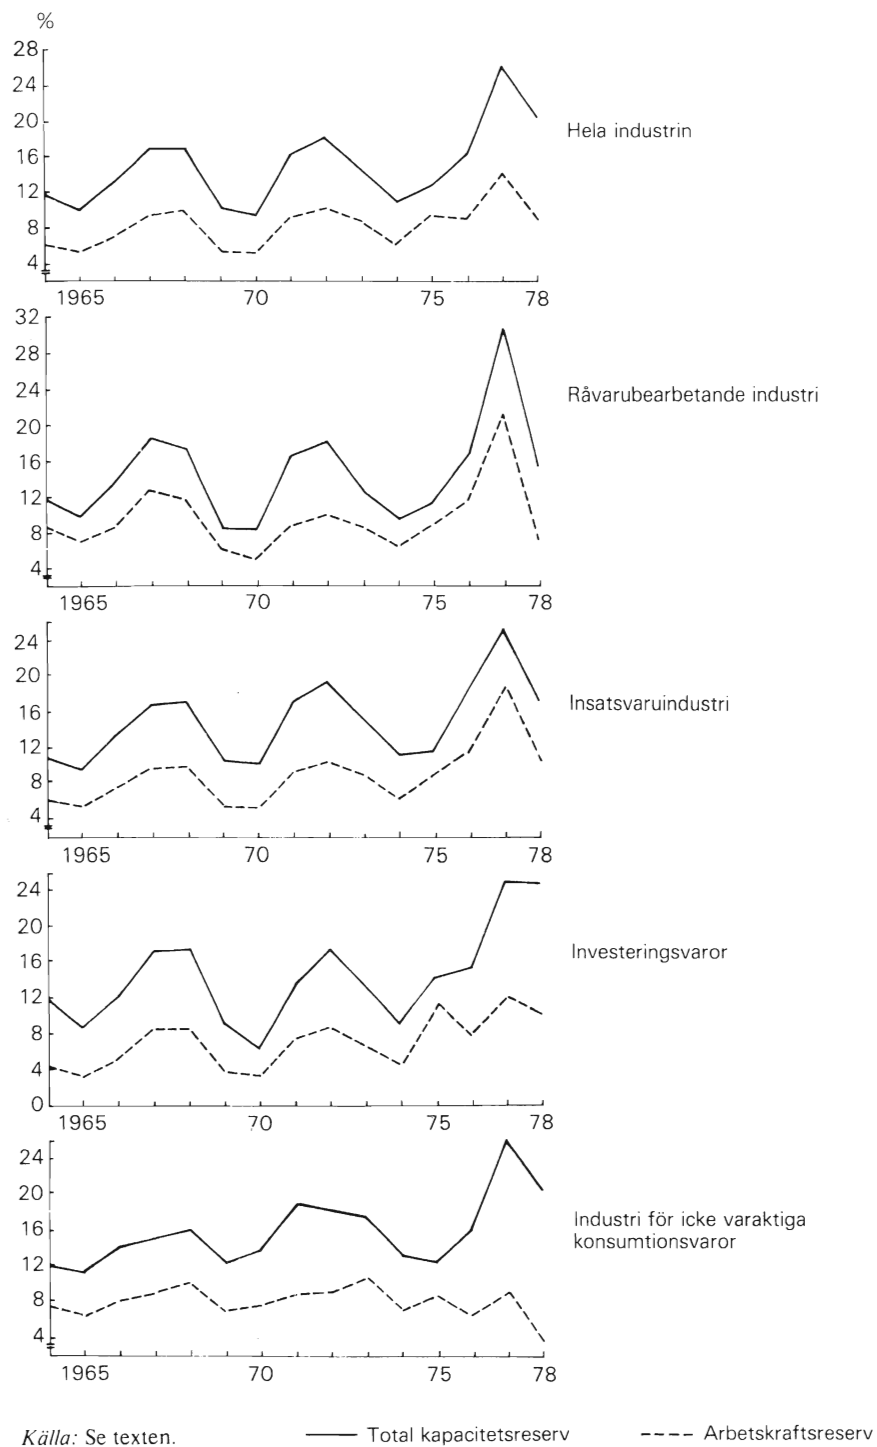 %
28
24
20
16
12
8
4
Hela industrin
1965 70 75 78
32
28
24
20
16
12
8
4
Råvarubearbetande industri
1965 70 75 78
24
20
16
12
8
4
Insatsvaruindustri
1965 70 75 78
24
20
16
12
8
4
0
Investeringsvaror
1965 70 75 78
24
20
16
12
8
4
Industri för icke varaktiga
konsumtionsvaror
1965 70 75 78
Källa: Se texten. Total kapacitetsreserv Arbetskraftsreserv